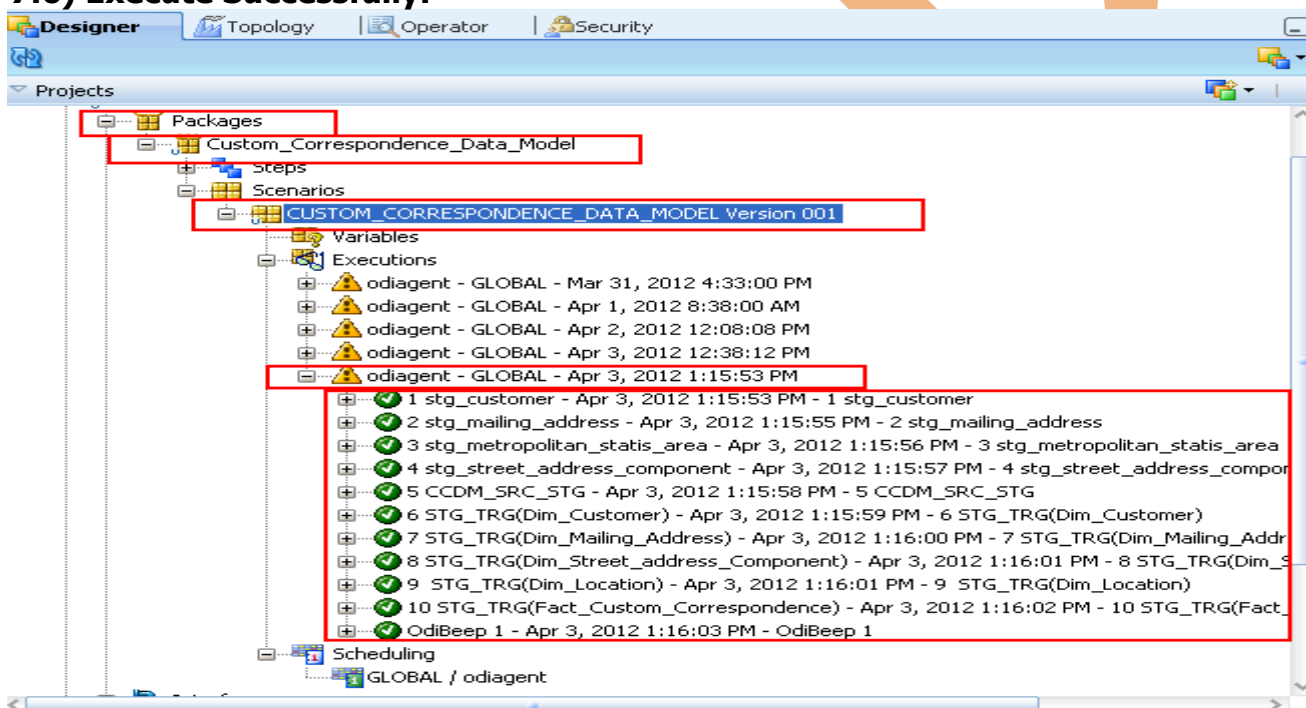 7.6) Execute Successfully:
Designer Topology Operator Security
Projects
Packages
Custom_Correspondence_Data_Model
Steps
Scenarios
CUSTOM_CORRESPONDENCE_DATA_MODEL Version 001
Variables
Executions
odiagent - GLOBAL - Mar 31, 2012 4:33:00 PM
odiagent - GLOBAL - Apr 1, 2012 8:38:00 AM
odiagent - GLOBAL - Apr 2, 2012 12:08:08 PM
odiagent - GLOBAL - Apr 3, 2012 12:38:12 PM
odiagent - GLOBAL - Apr 3, 2012 1:15:53 PM
1 stg_customer - Apr 3, 2012 1:15:53 PM - 1 stg_customer
2 stg_mailing_address - Apr 3, 2012 1:15:55 PM - 2 stg_mailing_address
3 stg_metropolitan_statis_area - Apr 3, 2012 1:15:56 PM - 3 stg_metropolitan_statis_area
4 stg_street_address_component - Apr 3, 2012 1:15:57 PM - 4 stg_street_address_compor
5 CCDM_SRC_STG - Apr 3, 2012 1:15:58 PM - 5 CCDM_SRC_STG
6 STG_TRG(Dim_Customer) - Apr 3, 2012 1:15:59 PM - 6 STG_TRG(Dim_Customer)
7 STG_TRG(Dim_Mailing_Address) - Apr 3, 2012 1:16:00 PM - 7 STG_TRG(Dim_Mailing_Addr
8 STG_TRG(Dim_Street_address_Component) - Apr 3, 2012 1:16:01 PM - 8 STG_TRG(Dim_S
9 STG_TRG(Dim_Location) - Apr 3, 2012 1:16:01 PM - 9 STG_TRG(Dim_Location)
10 STG_TRG(Fact_Custom_Correspondence) - Apr 3, 2012 1:16:02 PM - 10 STG_TRG(Fact_
OdiBeep 1 - Apr 3, 2012 1:16:03 PM - OdiBeep 1
Scheduling
GLOBAL / odiagent